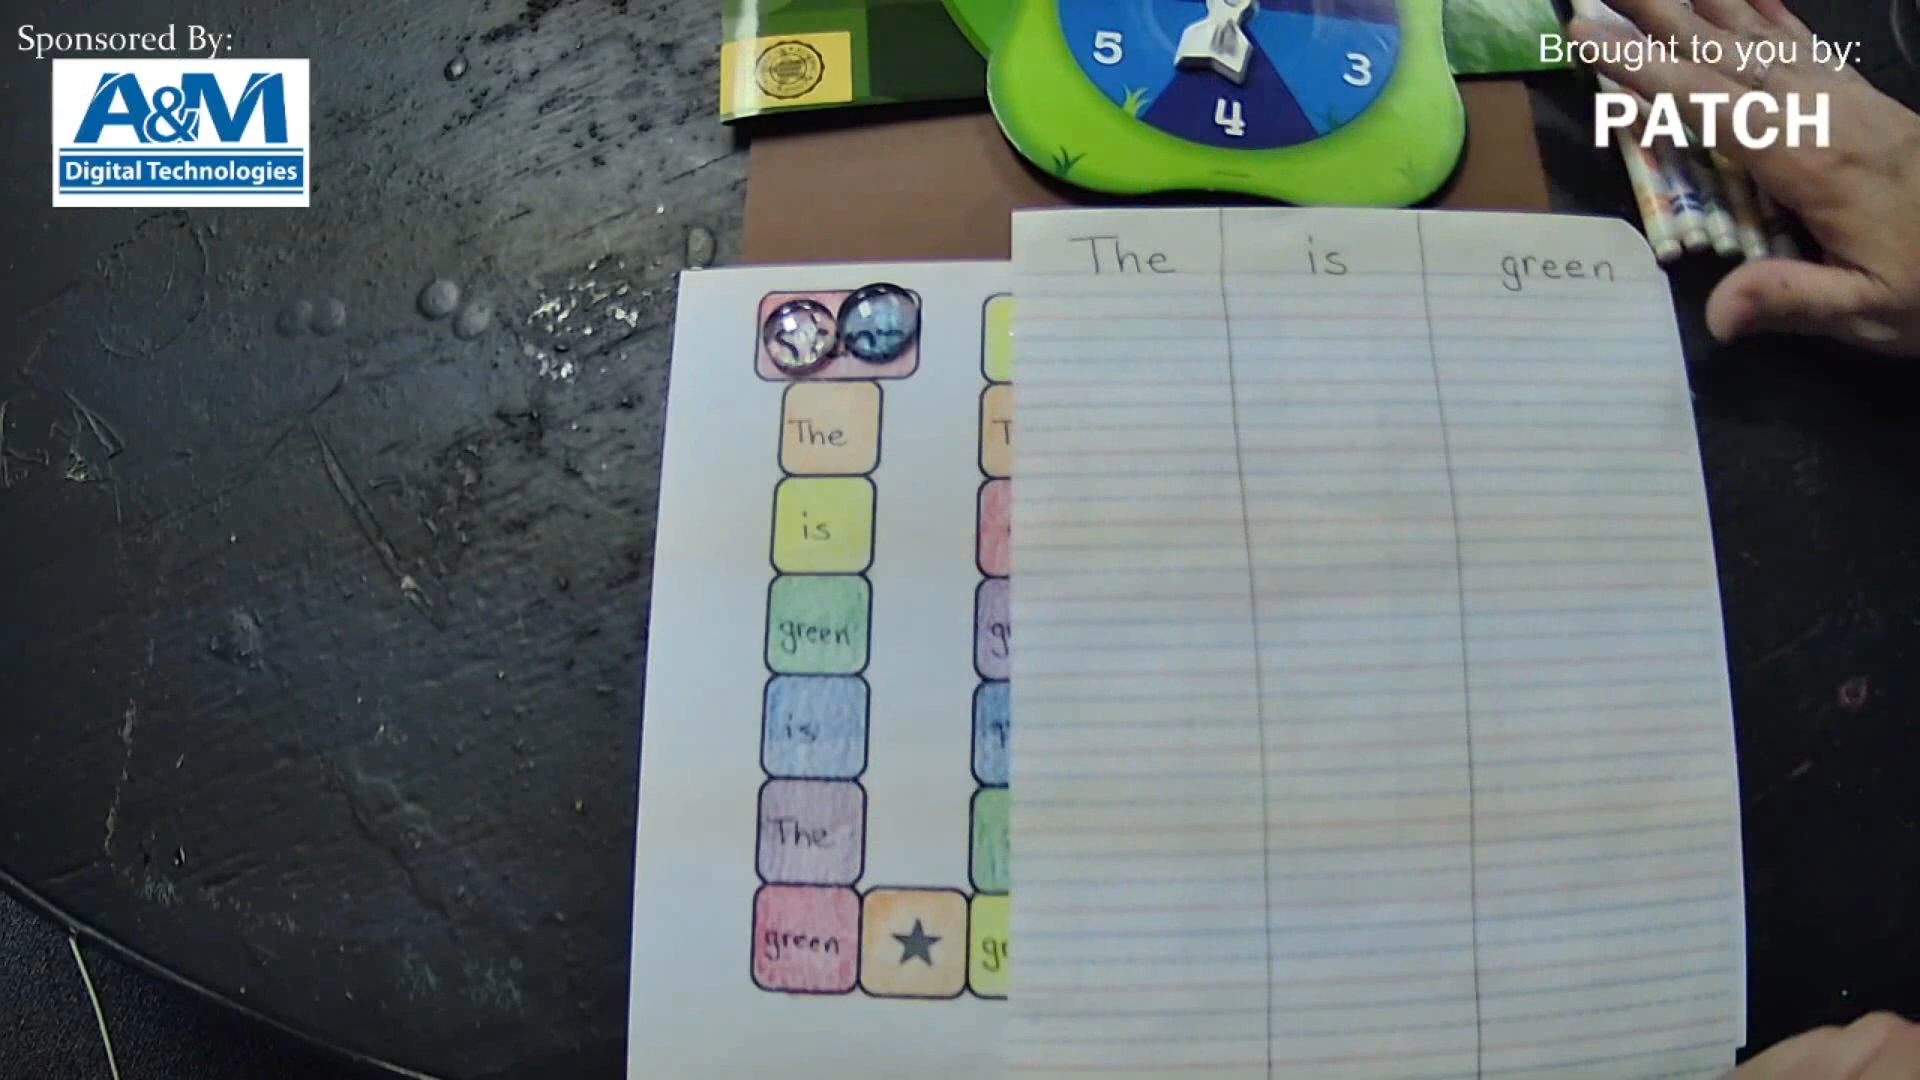 Sponsored By:
A&M
Digital Technologies
Brought to you by:
PATCH
5
4
3
The is green
The
is
green
is
The
green